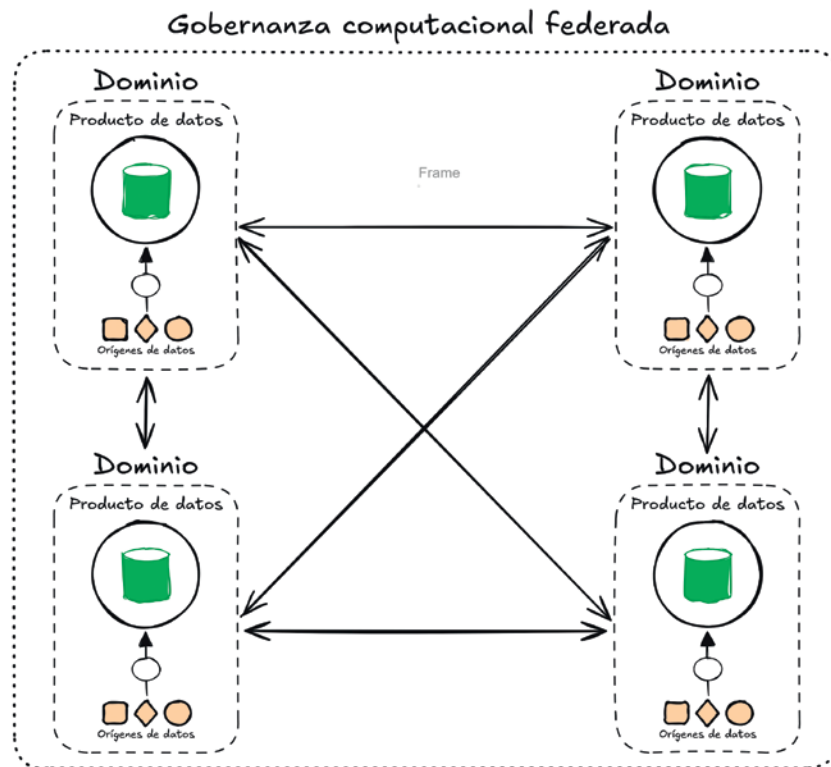 Gobernanza computacional federada
Dominio
Dominio
Producto de datos
Producto de datos
Frame
Orígenes de datos
Orígenes de datos
Dominio
Dominio
Producto de datos
Producto de datos
Orígenes de datos
Orígenes de datos